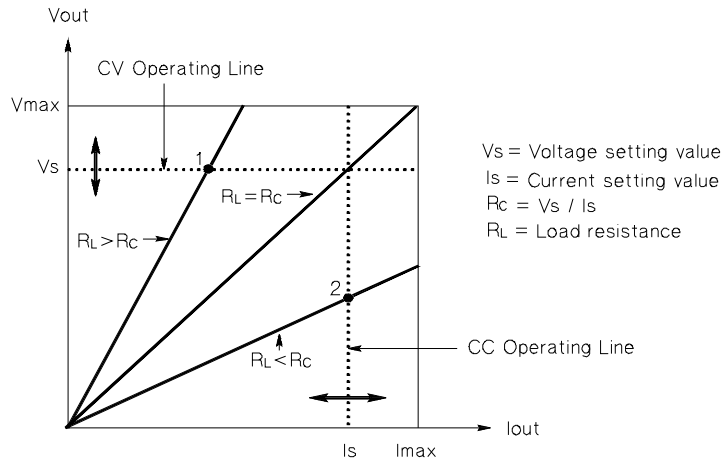 Vout
CV Operating Line
Vmax
Vs
1
RL=RC
RL>RC
2
RL<RC
CC Operating Line
Iout
Is
Imax
Vs = Voltage setting value
Is = Current setting value
RC = Vs / Is
RL = Load resistance